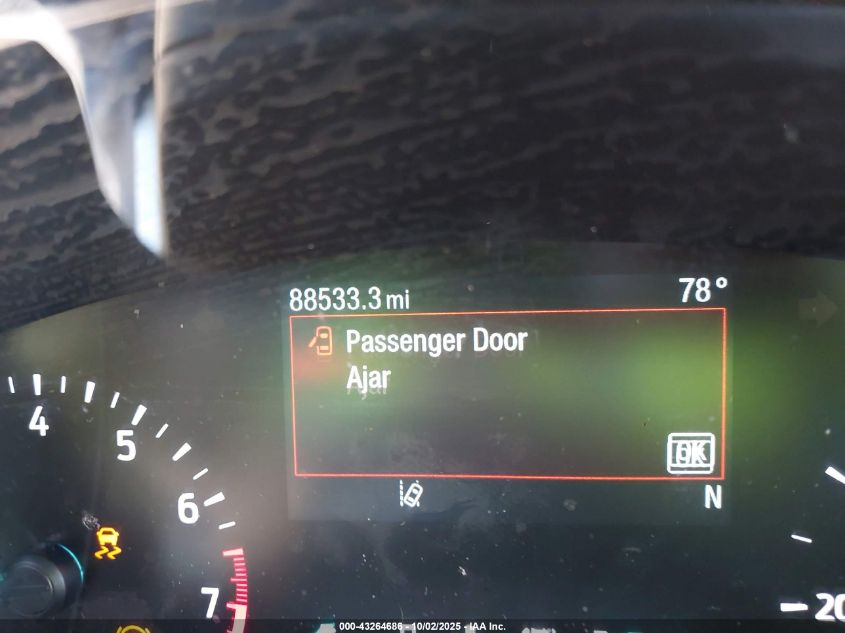 88533.3 mi 78°
Passenger Door
Ajar
OK
N
4
5
6
7
20
000-43264686 - 10/02/2025 - IAA Inc.